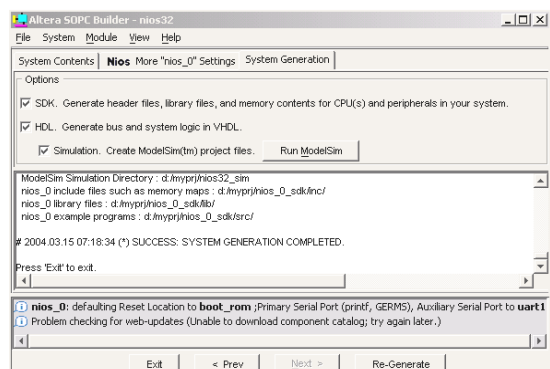 Altera SOPC Builder - nios32
File System Module View Help
System Contents Nios More "nios_0" Settings System Generation
Options
SDK. Generate header files, library files, and memory contents for CPU(s) and peripherals in your system.
HDL. Generate bus and system logic in VHDL.
Simulation. Create ModelSim(tm) project files. Run ModelSim
ModelSim Simulation Directory : d:/myprj/nios32_sim
nios_0 include files such as memory maps : d:/myprj/nios_0_sdk/inc/
nios_0 library files : d:/myprj/nios_0_sdk/lib/
nios_0 example programs : d:/myprj/nios_0_sdk/src/
# 2004.03.15 07:18:34 (*) SUCCESS: SYSTEM GENERATION COMPLETED.
Press 'Exit' to exit.
nios_0: defaulting Reset Location to boot_rom ;Primary Serial Port (printf, GERMS), Auxiliary Serial Port to uart1
Problem checking for web-updates (Unable to download component catalog; try again later.)
Exit < Prev Next > Re-Generate